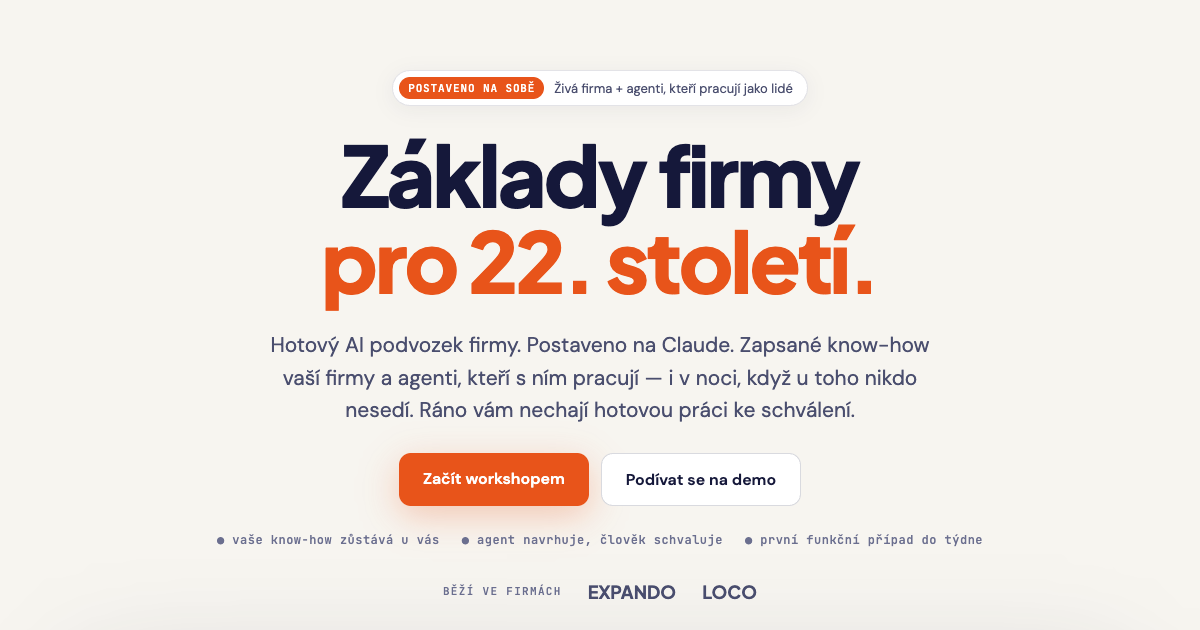 POSTAVENO NA SOBĚ Živá firma + agenti, kteří pracují jako lidé
Základy firmy
pro 22. století.
Hotový AI podvozek firmy. Postaveno na Claude. Zapsané know-how
vaší firmy a agenti, kteří s ním pracují — i v noci, když u toho nikdo
nesedí. Ráno vám nechají hotovou práci ke schválení.
Začít workshopem Podívat se na demo
● vaše know-how zůstává u vás ● agent navrhuje, člověk schvaluje ● první funkční případ do týdne
BĚŽÍ VE FIRMÁCH EXPANDO LOCO